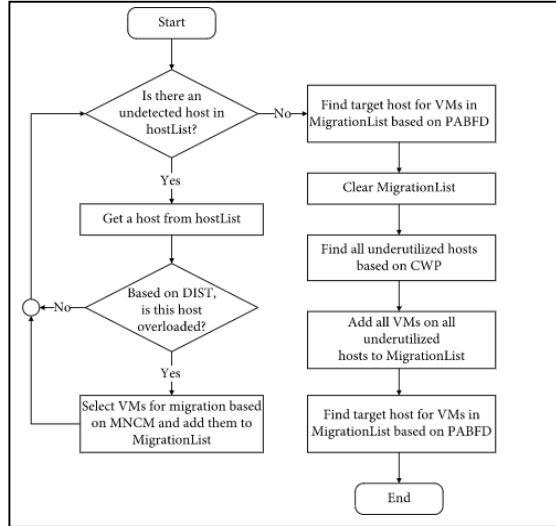 Start
Is there an
undetected host in
hostList?
No
Yes
Get a host from hostList
Based on DIST,
is this host
overloaded?
No
Yes
Select VMs for migration based
on MNCM and add them to
MigrationList
Find target host for VMs in
MigrationList based on PABFD
Clear MigrationList
Find all underutilized hosts
based on CWP
Add all VMs on all
underutilized
hosts to MigrationList
Find target host for VMs in
MigrationList based on PABFD
End